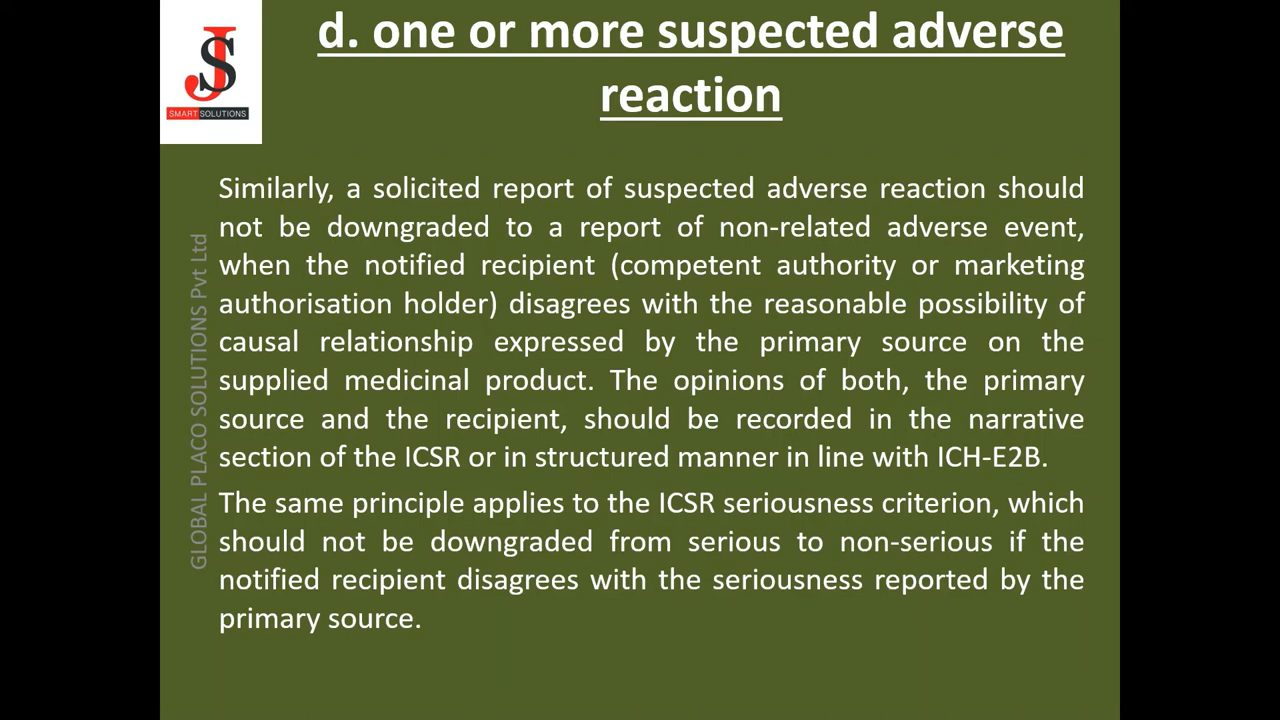 d. one or more suspected adverse
reaction
JS
SMART SOLUTIONS
Similarly, a solicited report of suspected adverse reaction should
not be downgraded to a report of non-related adverse event,
when the notified recipient (competent authority or marketing
authorisation holder) disagrees with the reasonable possibility of
causal relationship expressed by the primary source on the
supplied medicinal product. The opinions of both, the primary
source and the recipient, should be recorded in the narrative
section of the ICSR or in structured manner in line with ICH-E2B.
The same principle applies to the ICSR seriousness criterion, which
should not be downgraded from serious to non-serious if the
notified recipient disagrees with the seriousness reported by the
primary source.
GLOBAL PLACO SOLUTIONS Pvt Ltd